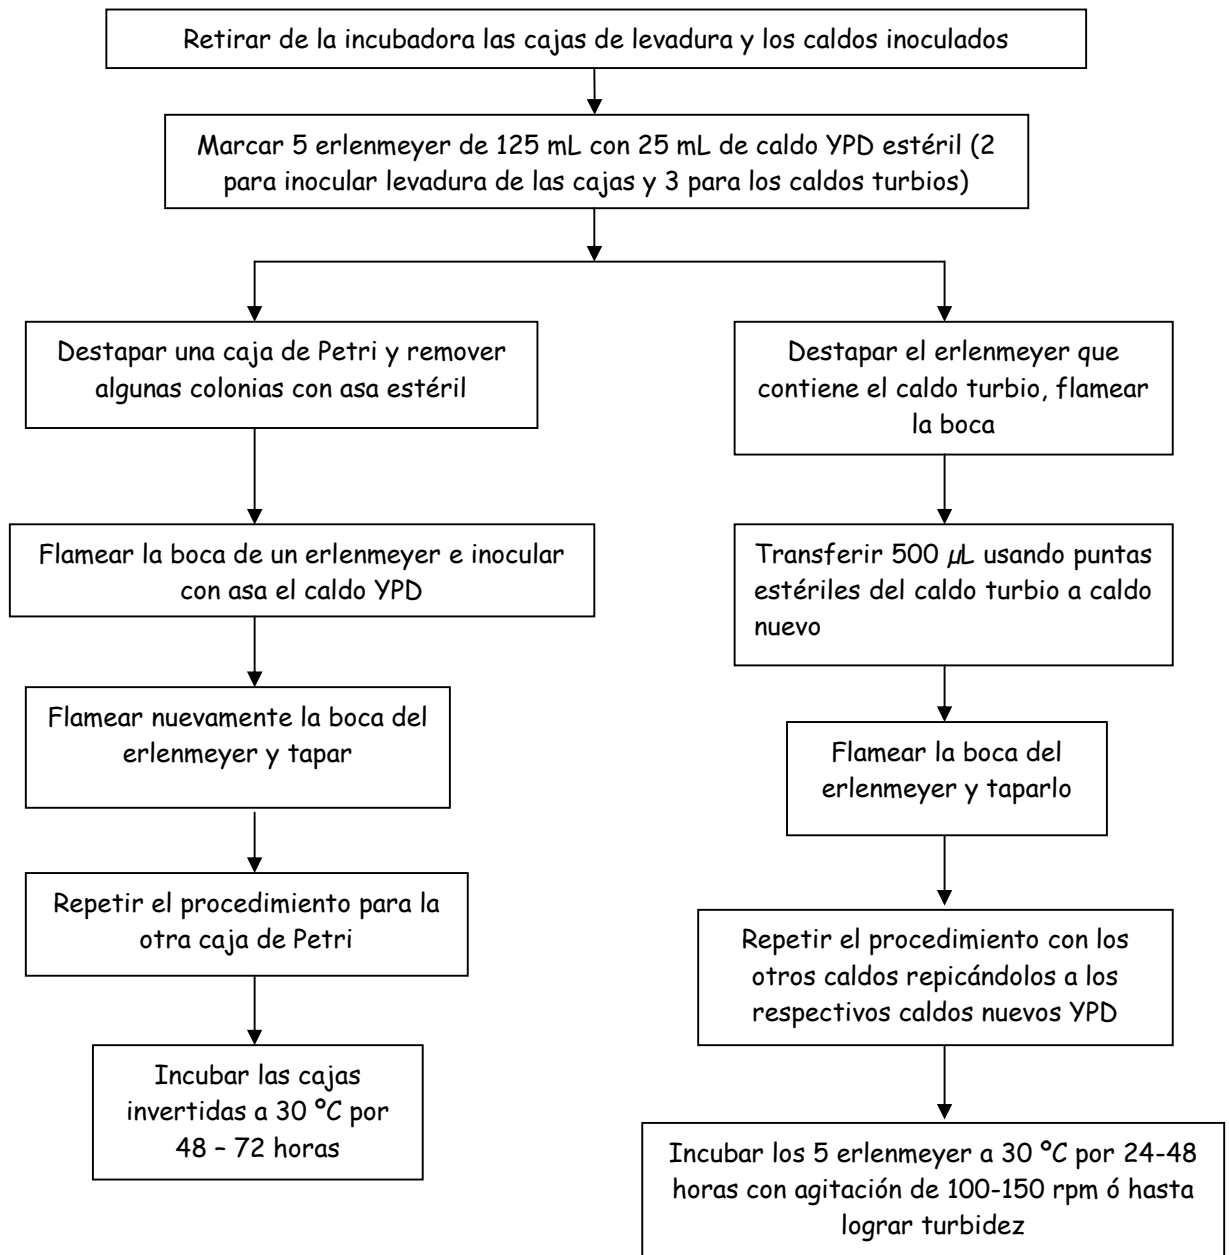 Retirar de la incubadora las cajas de levadura y los caldos inoculados
Marcar 5 erlenmeyer de 125 mL con 25 mL de caldo YPD estéril (2
para inocular levadura de las cajas y 3 para los caldos turbios)
Destapar una caja de Petri y remover
algunas colonias con asa estéril
Flamear la boca de un erlenmeyer e inocular
con asa el caldo YPD
Flamear nuevamente la boca del
erlenmeyer y tapar
Repetir el procedimiento para la
otra caja de Petri
Incubar las cajas
invertidas a 30 ºC por
48 – 72 horas
Destapar el erlenmeyer que
contiene el caldo turbio, flamear
la boca
Transferir 500 µL usando puntas
estériles del caldo turbio a caldo
nuevo
Flamear la boca del
erlenmeyer y taparlo
Repetir el procedimiento con los
otros caldos repicándolos a los
respectivos caldos nuevos YPD
Incubar los 5 erlenmeyer a 30 ºC por 24-48
horas con agitación de 100-150 rpm ó hasta
lograr turbidez